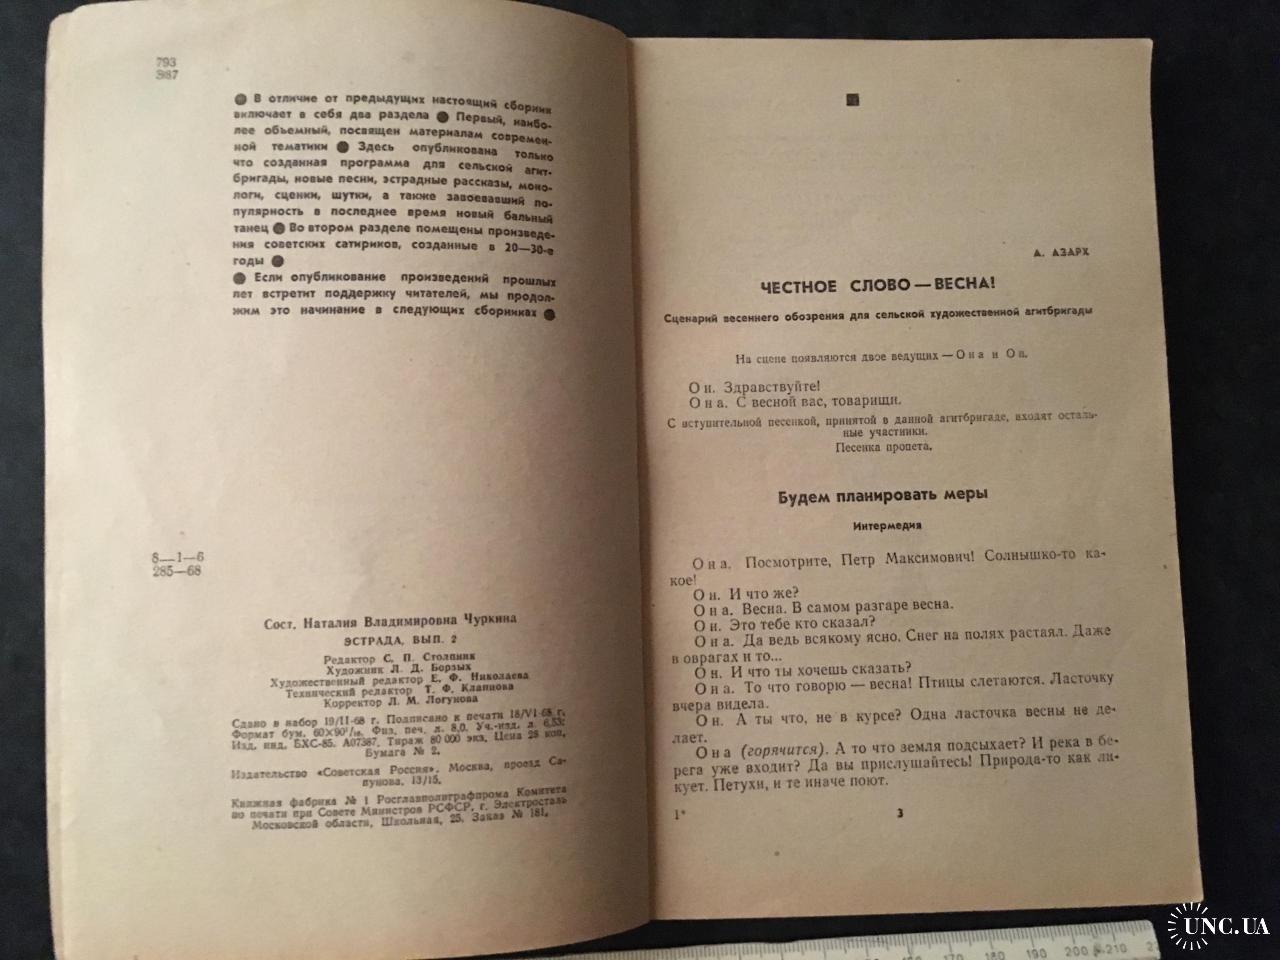 793
Э87
● В отличие от предыдущих настоящий сборник
включает в себя два раздела ● Первый, наибо-
лее объемный, посвящен материалам современ-
ной тематики ● Здесь опубликована только
что созданная программа для сельской агит-
бригады, новые песни, эстрадные рассказы, моно-
логи, сценки, шутки, а также завоевавший по-
пулярность в последнее время новый бальный
танец ● Во втором разделе помещены произведе-
ния советских сатириков, созданные в 20—30-е
годы ●
● Если опубликование произведений прошлых
лет встретит поддержку читателей, мы продол-
жим это начинание в следующих сборниках ●
8—1—6
285—68
Сост. Наталия Владимировна Чуркина
ЭСТРАДА, ВЫП. 2
Редактор С. П. Столпник
Художник Л. Д. Борзых
Художественный редактор Е. Ф. Николаева
Технический редактор Т. Ф. Клапцова
Корректор Л. М. Логунова
Сдано в набор 19/II-68 г. Подписано к печати 18/VI-68 г.
Формат бум. 60×90¹/₁₆. Физ. печ. л. 8,0. Уч.-изд. л. 6,53.
Изд. инд. БХС-85. А07387. Тираж 80 000 экз. Цена 28 коп.
Бумага № 2.
Издательство «Советская Россия». Москва, проезд Са-
пунова, 13/15.
Книжная фабрика № 1 Росглавполиграфпрома Комитета
по печати при Совете Министров РСФСР, г. Электросталь
Московской области, Школьная, 25. Заказ № 181.
А. АЗАРХ
ЧЕСТНОЕ СЛОВО — ВЕСНА!
Сценарий весеннего обозрения для сельской художественной агитбригады
На сцене появляются двое ведущих — Она и Он.
Он. Здравствуйте!
Она. С весной вас, товарищи.
С вступительной песенкой, принятой в данной агитбригаде, входят осталь-
ные участники.
Песенка пропета.
Будем планировать меры
Интермедия
Она. Посмотрите, Петр Максимович! Солнышко-то ка-
кое!
Он. И что же?
Она. Весна. В самом разгаре весна.
Он. Это тебе кто сказал?
Она. Да ведь всякому ясно. Снег на полях растаял. Даже
в оврагах и то...
Он. И что ты хочешь сказать?
Она. То что говорю — весна! Птицы слетаются. Ласточку
вчера видела.
Он. А ты что, не в курсе? Одна ласточка весны не де-
лает.
Она (горячится). А то что земля подсыхает? И река в бе-
рега уже входит? Да вы прислушайтесь! Природа-то как ли-
кует. Петухи, и те иначе поют.
1*
3
160 170 180 190 200 210
UNC.UA